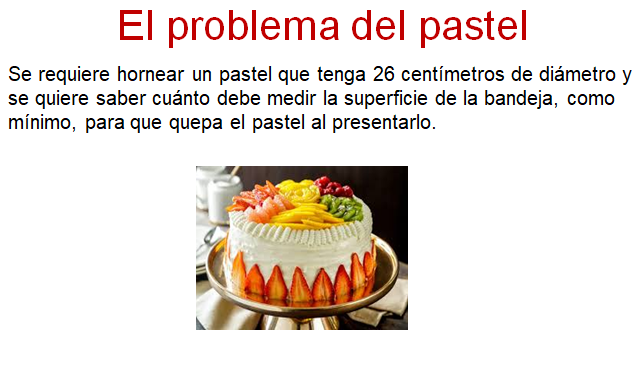 El problema del pastel
Se requiere hornear un pastel que tenga 26 centímetros de diámetro y
se quiere saber cuánto debe medir la superficie de la bandeja, como
mínimo, para que quepa el pastel al presentarlo.